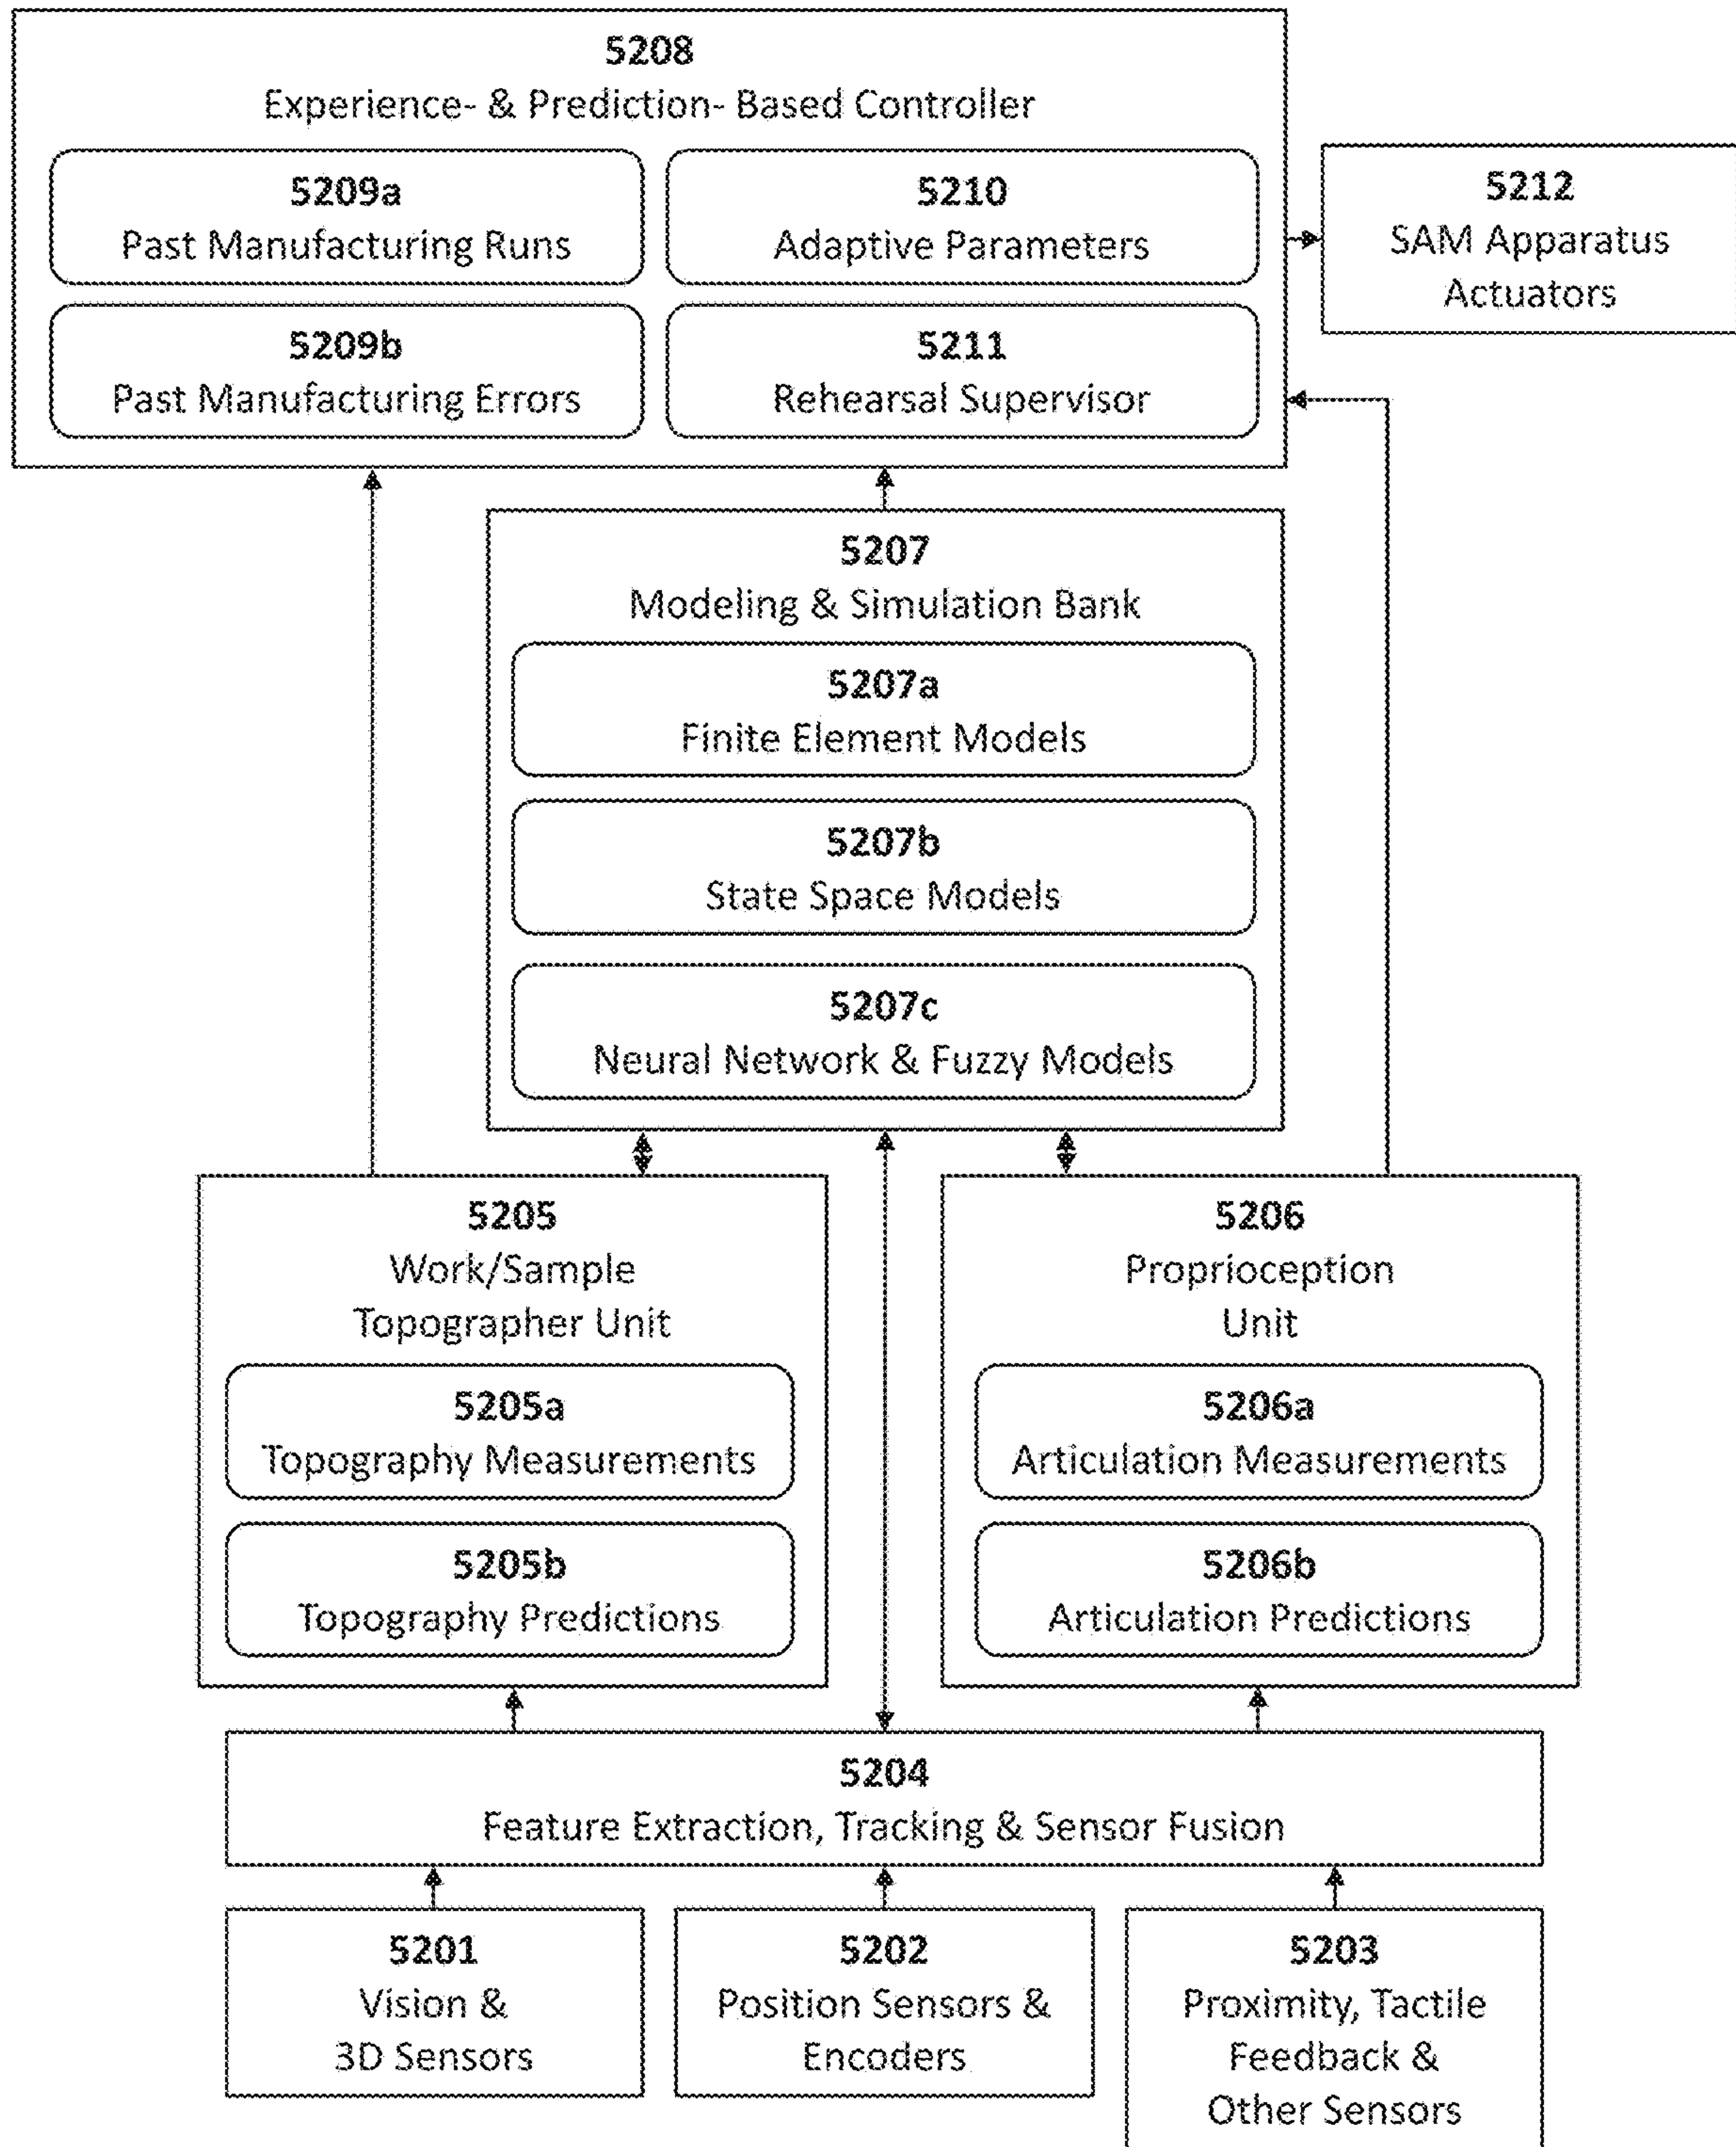 5208
Experience- & Prediction- Based Controller
5209a
Past Manufacturing Runs
5210
Adaptive Parameters
5209b
Past Manufacturing Errors
5211
Rehearsal Supervisor
5212
SAM Apparatus
Actuators
5207
Modeling & Simulation Bank
5207a
Finite Element Models
5207b
State Space Models
5207c
Neural Network & Fuzzy Models
5205
Work/Sample
Topographer Unit
5205a
Topography Measurements
5205b
Topography Predictions
5206
Proprioception
Unit
5206a
Articulation Measurements
5206b
Articulation Predictions
5204
Feature Extraction, Tracking & Sensor Fusion
5201
Vision &
3D Sensors
5202
Position Sensors &
Encoders
5203
Proximity, Tactile
Feedback &
Other Sensors